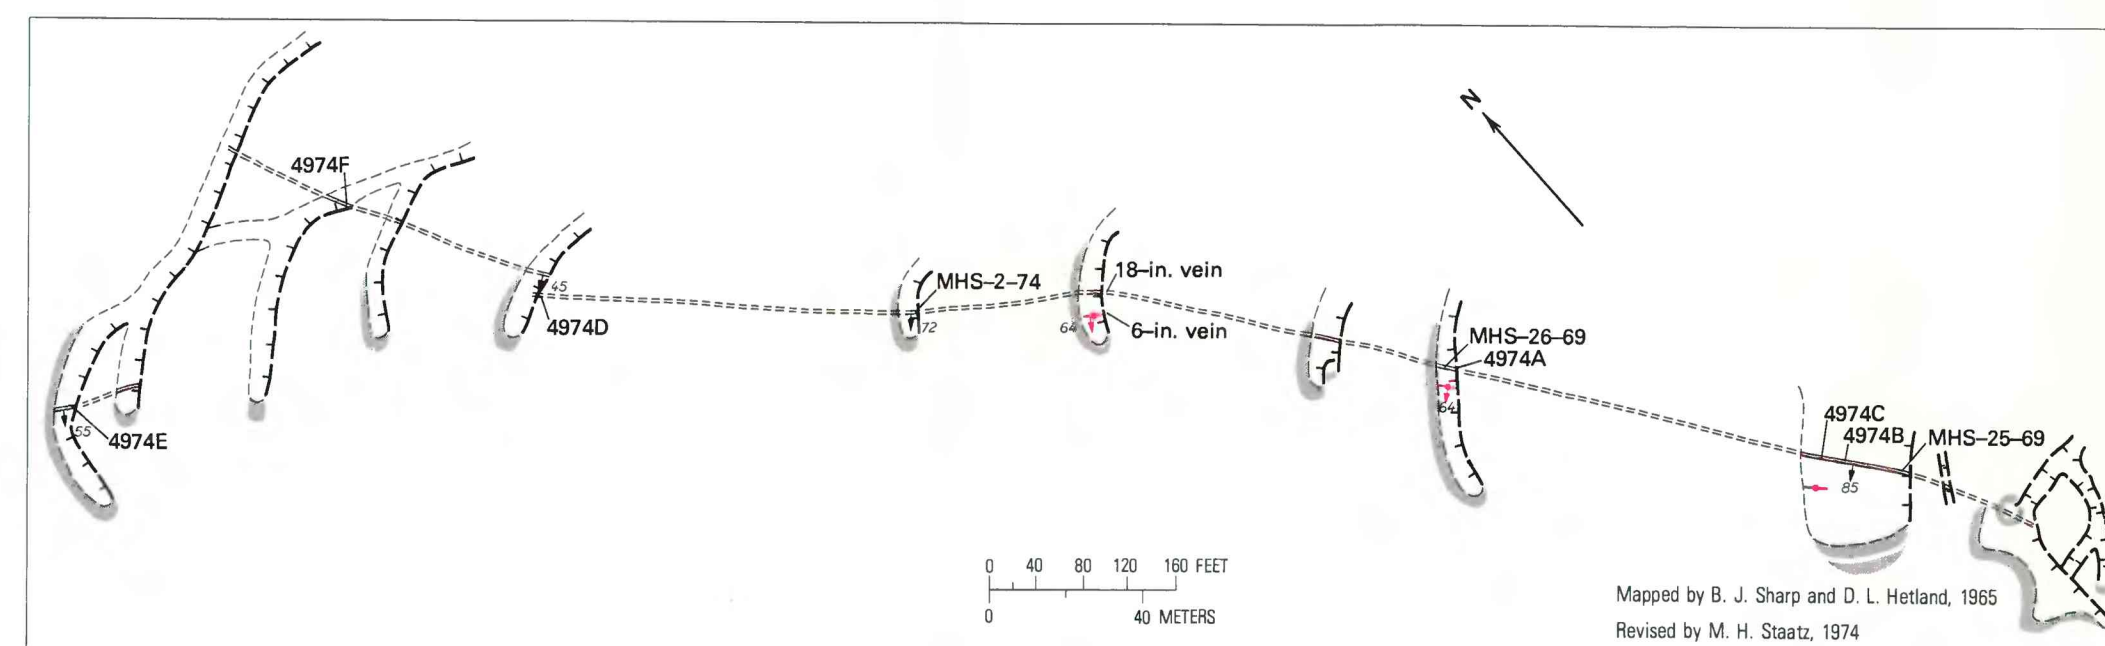 N
4974F
45
4974D
MHS-2-74
72
18-in. vein
64
6-in. vein
MHS-26-69
4974A
64
55
4974E
4974C
4974B
MHS-25-69
85
0 40 80 120 160 FEET
0 40 METERS
Mapped by B. J. Sharp and D. L. Hetland, 1965
Revised by M. H. Staatz, 1974